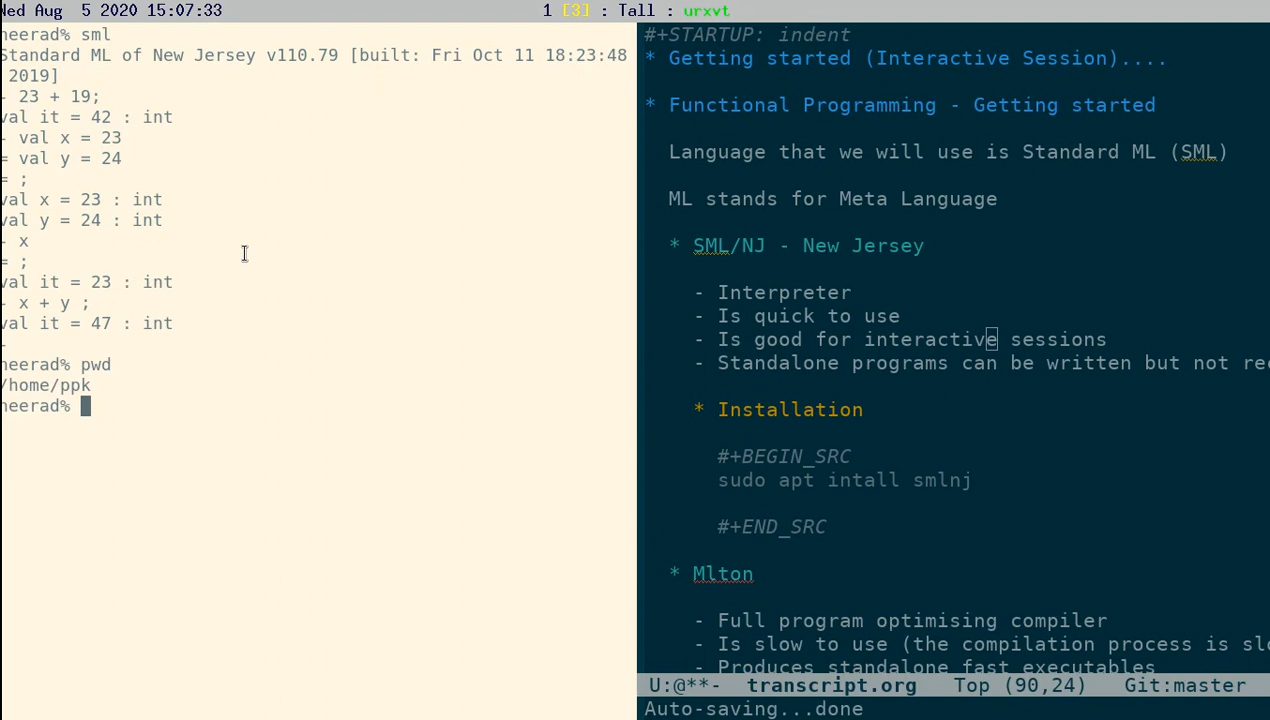 Wed Aug  5 2020 15:07:33
1 [3] : Tall : urxvt
heerad% sml
Standard ML of New Jersey v110.79 [built: Fri Oct 11 18:23:48
 2019]
- 23 + 19;
val it = 42 : int
- val x = 23
= val y = 24
= ;
val x = 23 : int
val y = 24 : int
- x
= ;
val it = 23 : int
- x + y ;
val it = 47 : int
-
heerad% pwd
/home/ppk
heerad%
#+STARTUP: indent
* Getting started (Interactive Session)....
* Functional Programming - Getting started
Language that we will use is Standard ML (SML)
ML stands for Meta Language
* SML/NJ - New Jersey
- Interpreter
- Is quick to use
- Is good for interactive sessions
- Standalone programs can be written but not rec
* Installation
#+BEGIN_SRC
sudo apt intall smlnj
#+END_SRC
* Mlton
- Full program optimising compiler
- Is slow to use (the compilation process is slo
- Produces standalone fast executables
U:@**-  transcript.org   Top (90,24)   Git:master
Auto-saving...done